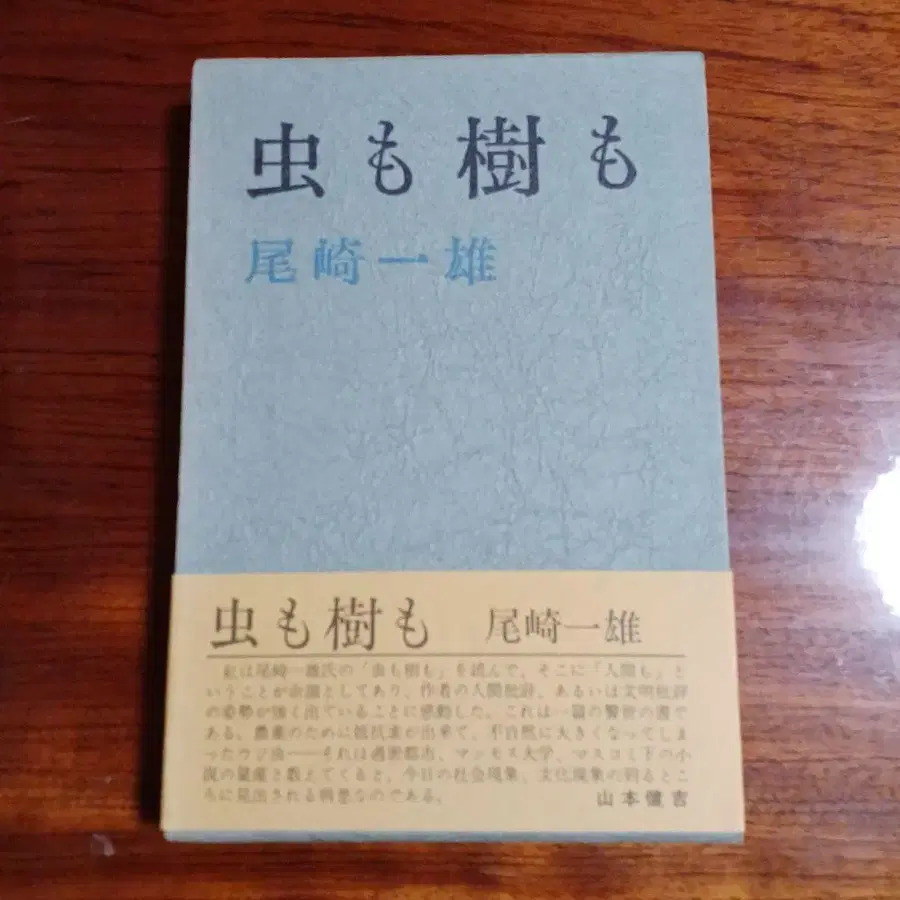 虫も樹も
尾崎一雄
虫も樹も 尾崎一雄
私は尾崎一雄氏の「虫も樹も」を読んで、そこに「人間も」と
いうことが余韻としてあり、作者の人間批評、あるいは文明批評
の姿勢が強く出ていることに感動した。これは一篇の警世の書で
ある。農薬のために抵抗素が出来て、不自然に大きくなってしま
ったウジ虫——それは過密都市、マンモス大学、マスコミ下の小
説の量産と数えてくると、今日の社会現象、文化現象の到るとこ
ろに見出される病患なのである。 山本健吉